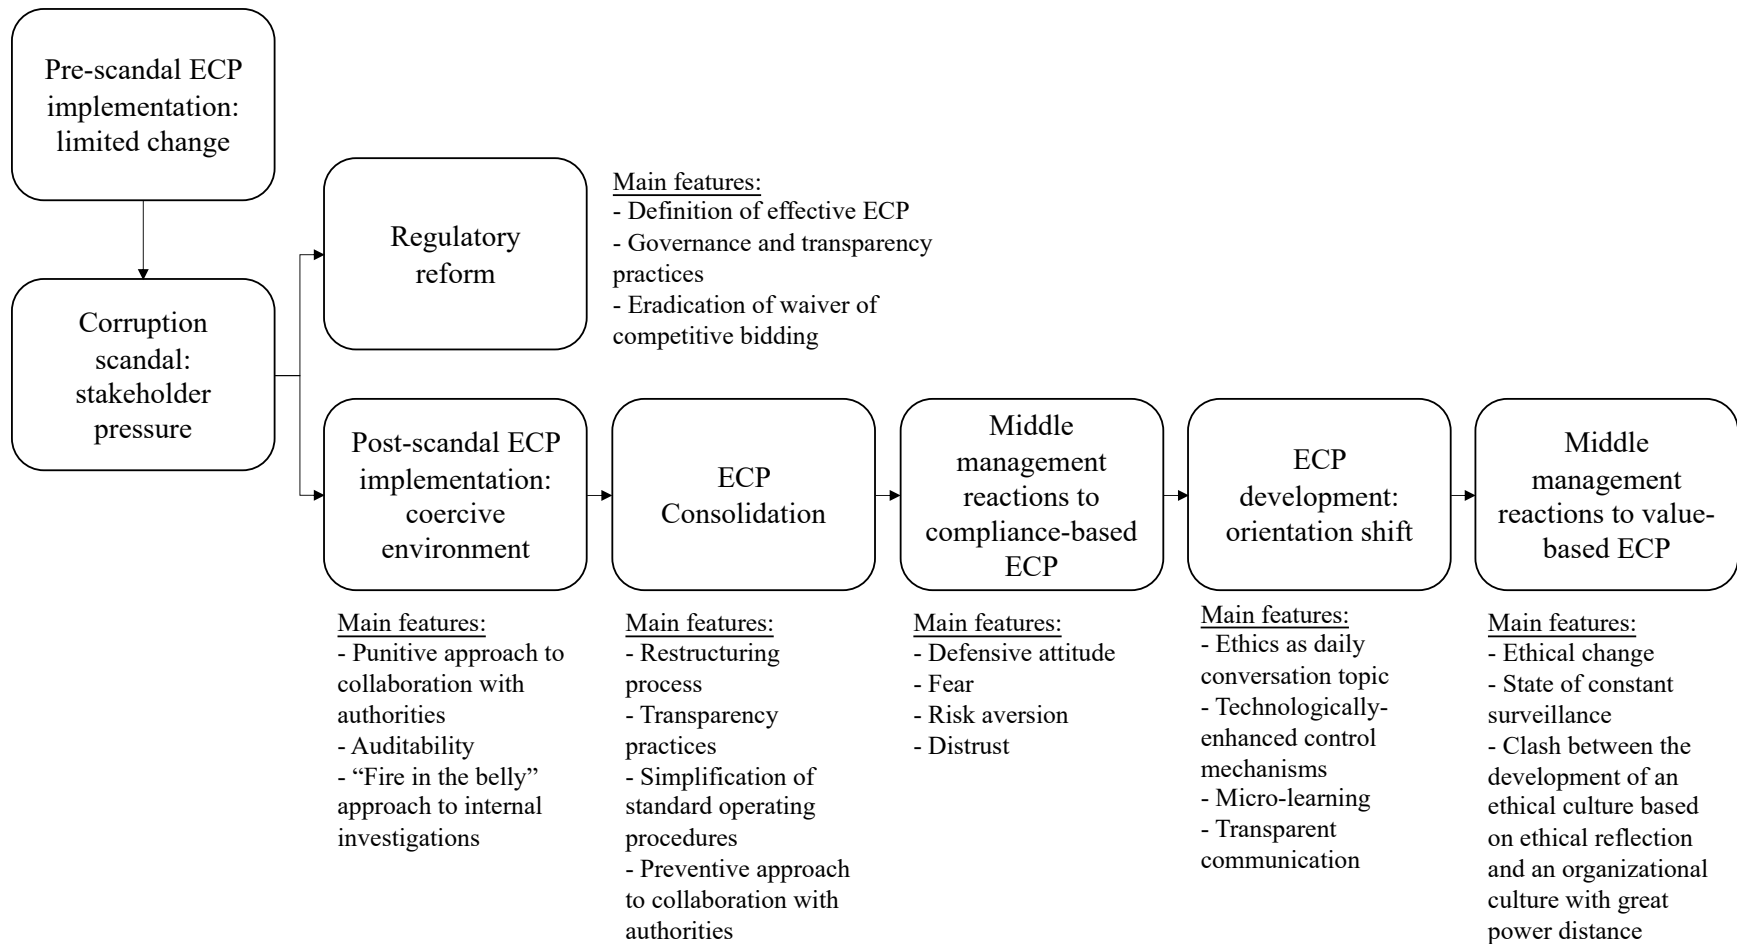 Pre-scandal ECP
implementation:
limited change
Corruption
scandal:
stakeholder
pressure
Regulatory
reform
Main features:
- Definition of effective ECP
- Governance and transparency
practices
- Eradication of waiver of
competitive bidding
Post-scandal ECP
implementation:
coercive
environment
Main features:
- Punitive approach to
collaboration with
authorities
- Auditability
- “Fire in the belly”
approach to internal
investigations
ECP
Consolidation
Main features:
- Restructuring
process
- Transparency
practices
- Simplification of
standard operating
procedures
- Preventive approach
to collaboration with
authorities
Middle
management
reactions to
compliance-based
ECP
Main features:
- Defensive attitude
- Fear
- Risk aversion
- Distrust
ECP
development:
orientation shift
Main features:
- Ethics as daily
conversation topic
- Technologically-
enhanced control
mechanisms
- Micro-learning
- Transparent
communication
Middle
management
reactions to value-
based ECP
Main features:
- Ethical change
- State of constant
surveillance
- Clash between the
development of an
ethical culture based
on ethical reflection
and an organizational
culture with great
power distance